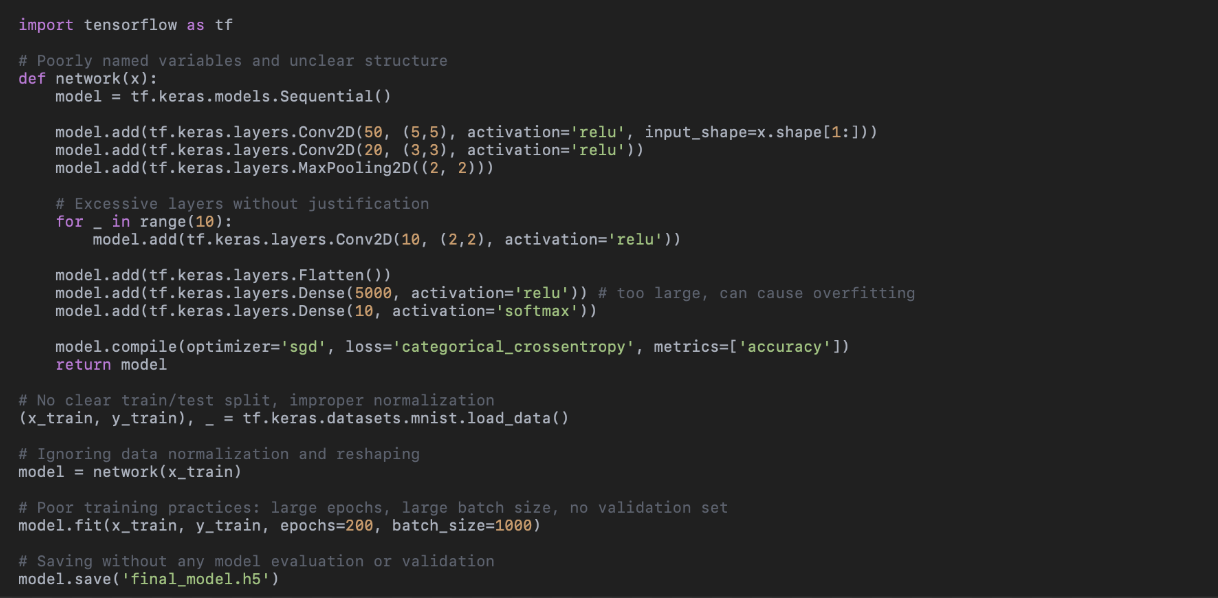 import tensorflow as tf
# Poorly named variables and unclear structure
def network(x):
    model = tf.keras.models.Sequential()
    model.add(tf.keras.layers.Conv2D(50, (5,5), activation='relu', input_shape=x.shape[1:]))
    model.add(tf.keras.layers.Conv2D(20, (3,3), activation='relu'))
    model.add(tf.keras.layers.MaxPooling2D((2, 2)))
    # Excessive layers without justification
    for _ in range(10):
        model.add(tf.keras.layers.Conv2D(10, (2,2), activation='relu'))
    model.add(tf.keras.layers.Flatten())
    model.add(tf.keras.layers.Dense(5000, activation='relu')) # too large, can cause overfitting
    model.add(tf.keras.layers.Dense(10, activation='softmax'))
    model.compile(optimizer='sgd', loss='categorical_crossentropy', metrics=['accuracy'])
    return model
# No clear train/test split, improper normalization
(x_train, y_train), _ = tf.keras.datasets.mnist.load_data()
# Ignoring data normalization and reshaping
model = network(x_train)
# Poor training practices: large epochs, large batch size, no validation set
model.fit(x_train, y_train, epochs=200, batch_size=1000)
# Saving without any model evaluation or validation
model.save('final_model.h5')